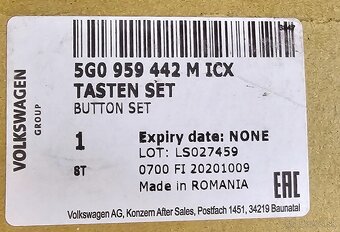 VOLKSWAGEN
GROUP
5G0 959 442 M ICX
TASTEN SET
BUTTON SET
1
8T
Expiry date: NONE
LOT: LS027459
0700 FI 20201009
Made in ROMANIA
EAC
Volkswagen AG, Konzern After Sales, Postfach 1451, 34219 Baunatal